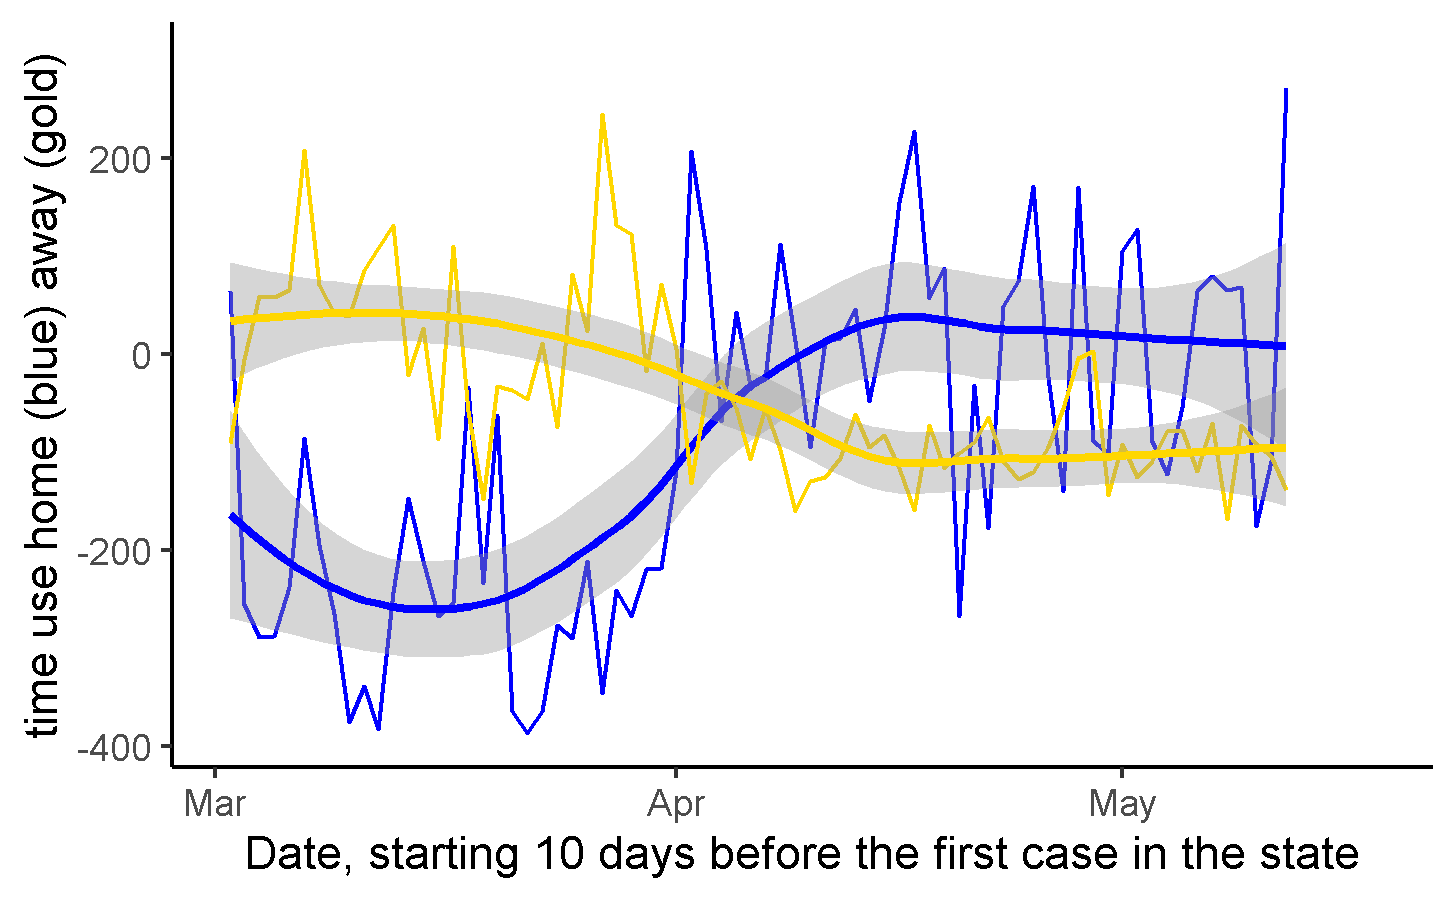 time use home (blue) away (gold)
200
0
-200
-400
Mar
Apr
May
Date, starting 10 days before the first case in the state